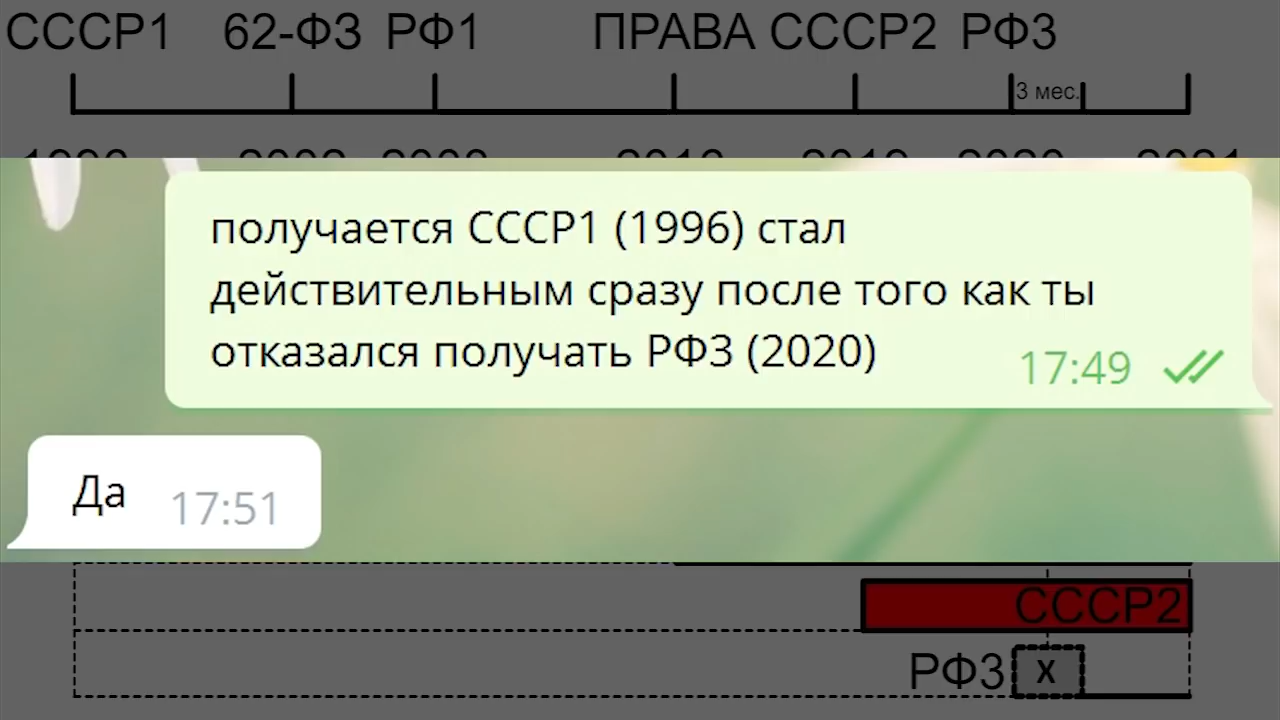 СССР1 62-ФЗ РФ1 ПРАВА СССР2 РФ3
3 мес.
получается СССР1 (1996) стал
действительным сразу после того как ты
отказался получать РФ3 (2020)
17:49
Да 17:51
СССР2
РФ3 X